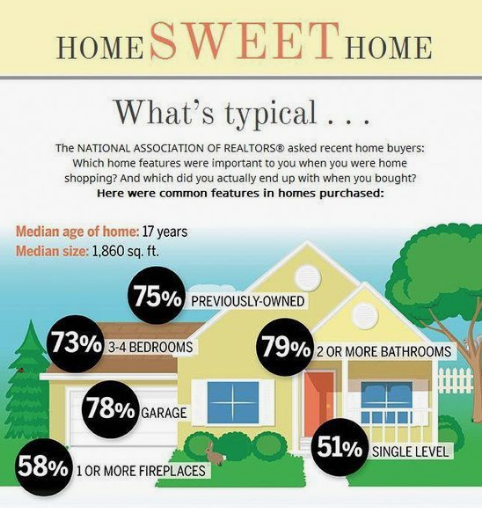 HOME SWEET HOME
What's typical . . .
The NATIONAL ASSOCIATION OF REALTORS® asked recent home buyers:
Which home features were important to you when you were home
shopping? And which did you actually end up with when you bought?
Here were common features in homes purchased:
Median age of home: 17 years
Median size: 1,860 sq. ft.
75% PREVIOUSLY-OWNED
73% 3-4 BEDROOMS
79% 2 OR MORE BATHROOMS
78% GARAGE
51% SINGLE LEVEL
58% 1 OR MORE FIREPLACES